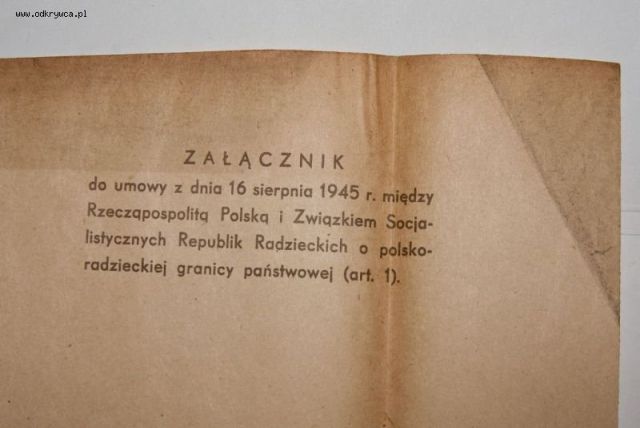 www.odkrywca.pl
ZAŁĄCZNIK
do umowy z dnia 16 sierpnia 1945 r. między
Rzecząpospolitą Polską i Związkiem Socja-
listycznych Republik Radzieckich o polsko-
radzieckiej granicy państwowej (art. 1).